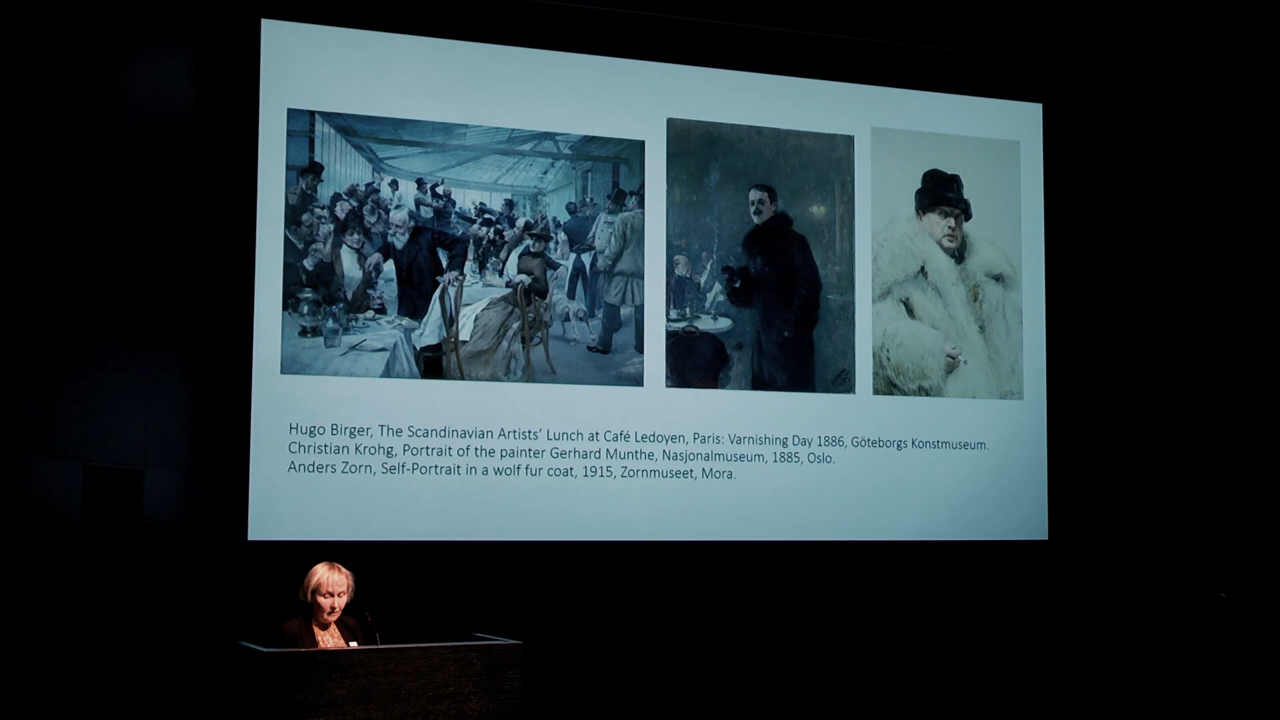 Hugo Birger, The Scandinavian Artists’ Lunch at Café Ledoyen, Paris: Varnishing Day 1886, Göteborgs Konstmuseum.
Christian Krohg, Portrait of the painter Gerhard Munthe, Nasjonalmuseum, 1885, Oslo.
Anders Zorn, Self-Portrait in a wolf fur coat, 1915, Zornmuseet, Mora.